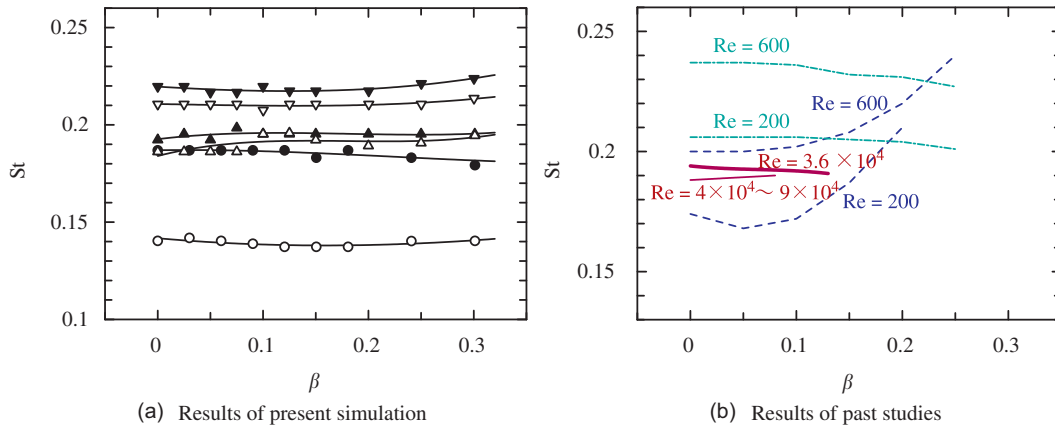 0.25
0.2
0.15
0.1
St
0
0.1
0.2
0.3
β
(a) Results of present simulation
0.25
0.2
0.15
St
Re = 600
Re = 600
Re = 200
Re = 3.6 ×10⁴
Re = 4×10⁴~ 9×10⁴
Re = 200
0
0.1
0.2
0.3
β
(b) Results of past studies